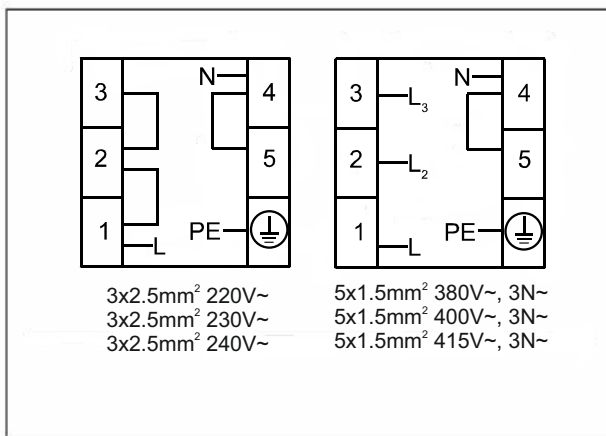 3 N 4
2 5
1 L PE
3x2.5mm² 220V~
3x2.5mm² 230V~
3x2.5mm² 240V~
3 L₃ N 4
2 L₂ 5
1 L PE
5x1.5mm² 380V~, 3N~
5x1.5mm² 400V~, 3N~
5x1.5mm² 415V~, 3N~